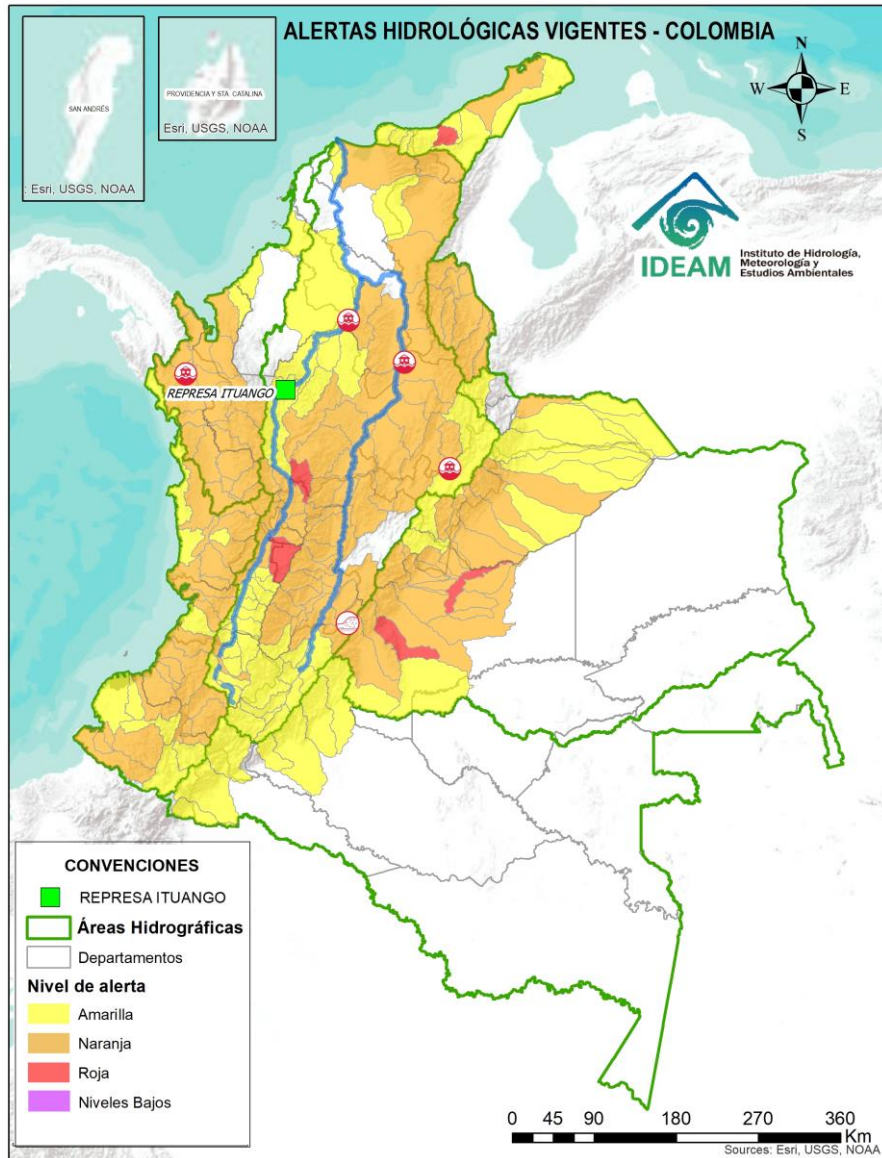 ALERTAS HIDROLÓGICAS VIGENTES - COLOMBIA
SAN ANDRÉS
: Esri, USGS, NOAA
PROVIDENCIA Y STA. CATALINA
Esri, USGS, NOAA
N
W
E
S
IDEAM
Instituto de Hidrología,
Meteorología y
Estudios Ambientales
REPRESA ITUANGO
CONVENCIONES
REPRESA ITUANGO
Áreas Hidrográficas
Departamentos
Nivel de alerta
Amarilla
Naranja
Roja
Niveles Bajos
0 45 90 180 270 360
Km
Sources: Esri, USGS, NOAA